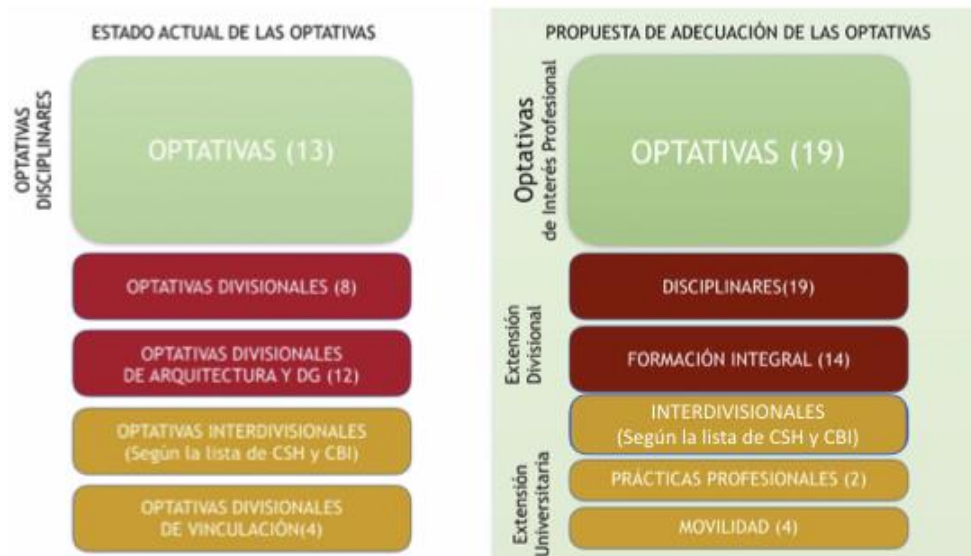 ESTADO ACTUAL DE LAS OPTATIVAS
OPTATIVAS
DISCIPLINARES
OPTATIVAS (13)
OPTATIVAS DIVISIONALES (8)
OPTATIVAS DIVISIONALES
DE ARQUITECTURA Y DG (12)
OPTATIVAS INTERDIVISIONALES
(Según la lista de CSH y CBI)
OPTATIVAS DIVISIONALES
DE VINCULACIÓN(4)
PROPUESTA DE ADECUACIÓN DE LAS OPTATIVAS
Optativas
de Interés Profesional
OPTATIVAS (19)
Extensión
Divisional
DISCIPLINARES(19)
FORMACIÓN INTEGRAL (14)
Extensión
Universitaria
INTERDIVISIONALES
(Según la lista de CSH y CBI)
PRÁCTICAS PROFESIONALES (2)
MOVILIDAD (4)